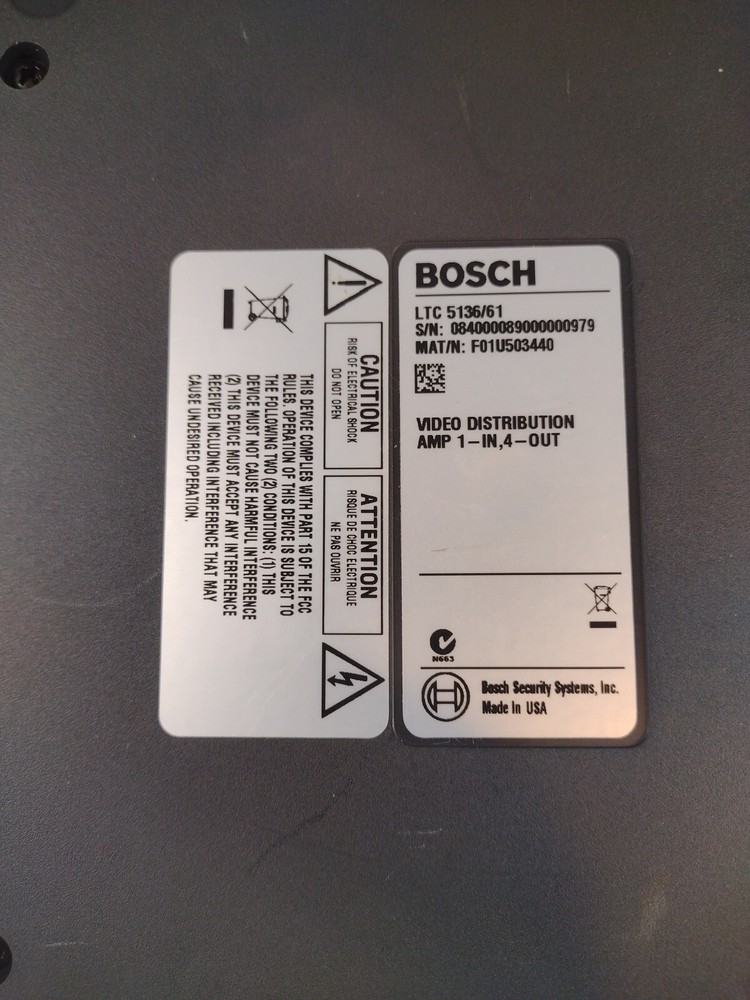 CAUTION
RISK OF ELECTRICAL SHOCK
DO NOT OPEN
ATTENTION
RISQUE DE CHOC ELECTRIQUE
NE PAS OUVRIR
THIS DEVICE COMPLIES WITH PART 15 OF THE FCC
RULES. OPERATION OF THIS DEVICE IS SUBJECT TO
THE FOLLOWING TWO (2) CONDITIONS: (1) THIS
DEVICE MUST NOT CAUSE HARMFUL INTERFERENCE
(2) THIS DEVICE MUST ACCEPT ANY INTERFERENCE
RECEIVED INCLUDING INTERFERENCE THAT MAY
CAUSE UNDESIRED OPERATION.
BOSCH
LTC 5136/61
S/N: 084000089000000979
MAT/N: F01U503440
VIDEO DISTRIBUTION
AMP 1-IN,4-OUT
N663
Bosch Security Systems, Inc.
Made In USA